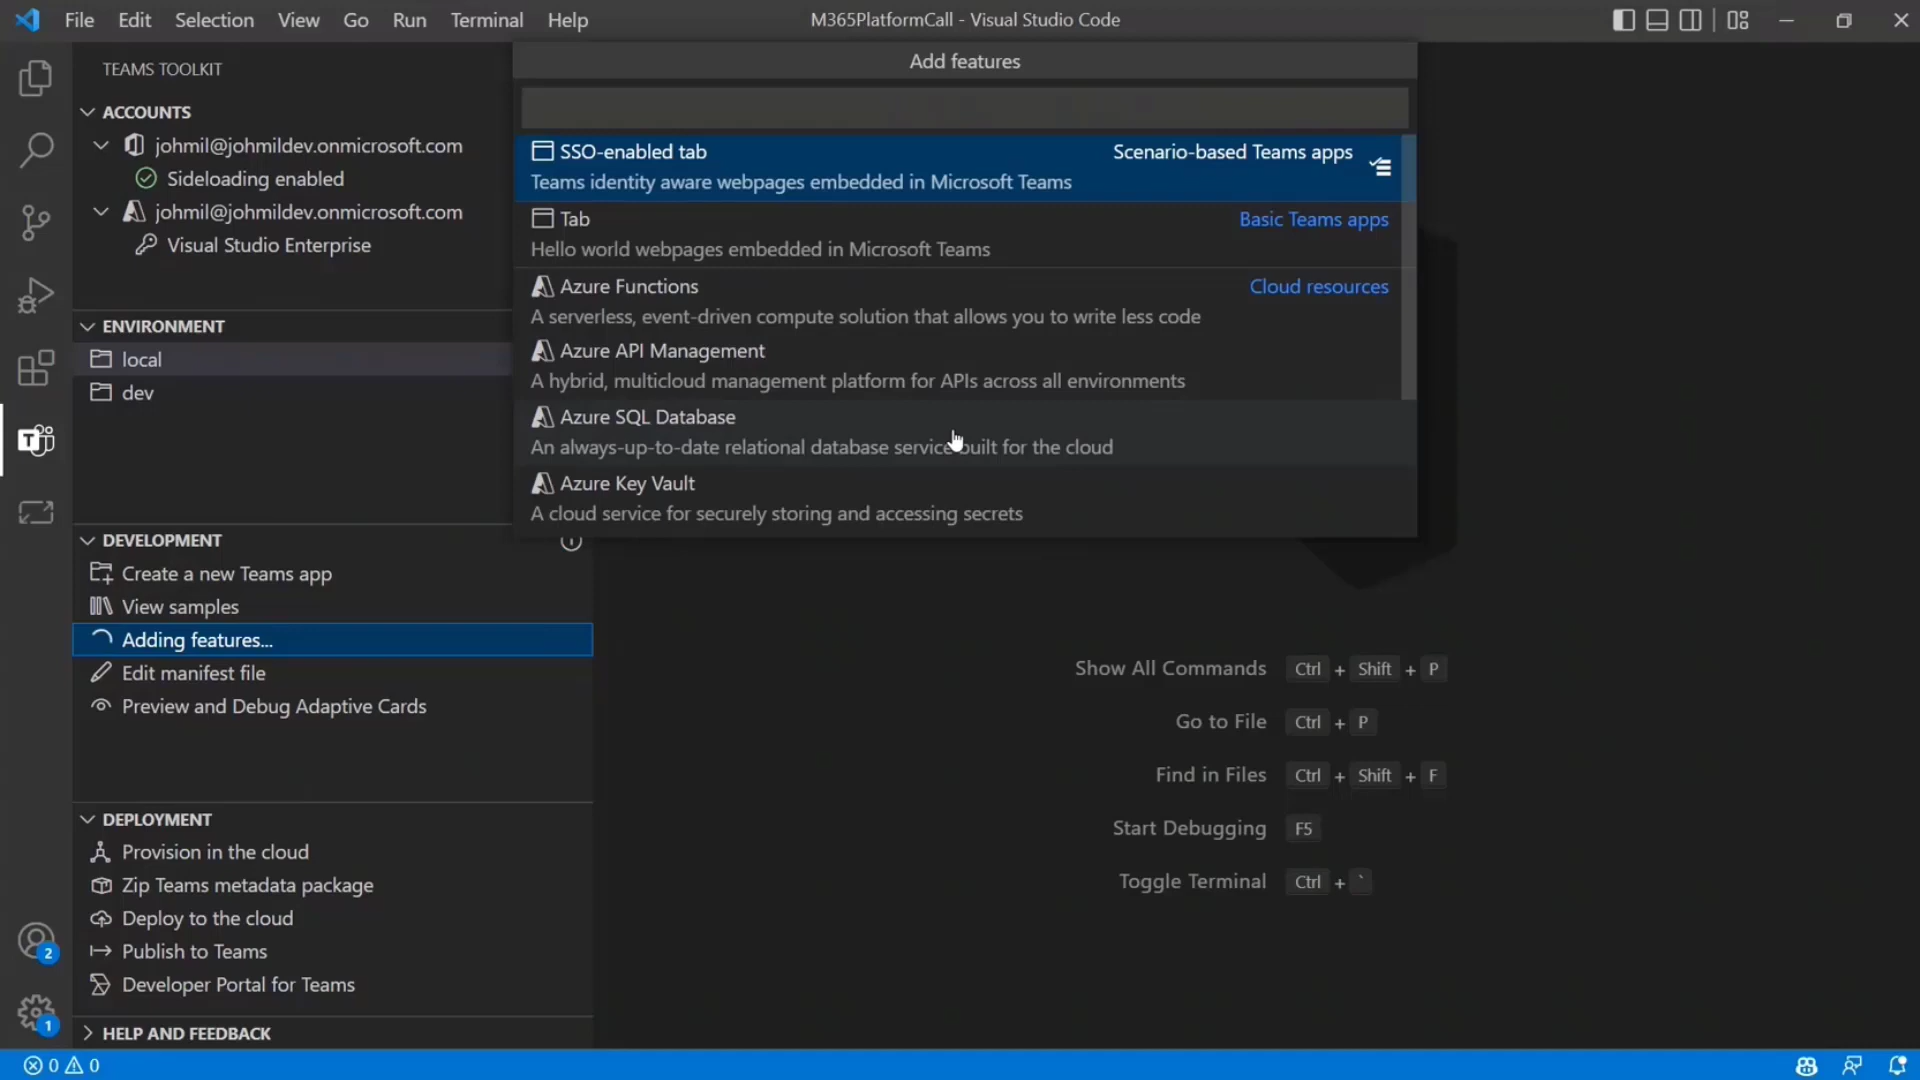 File Edit Selection View Go Run Terminal Help
M365PlatformCall - Visual Studio Code
TEAMS TOOLKIT
ACCOUNTS
johmil@johmildev.onmicrosoft.com
Sideloading enabled
johmil@johmildev.onmicrosoft.com
Visual Studio Enterprise
ENVIRONMENT
local
dev
DEVELOPMENT
Create a new Teams app
View samples
Adding features...
Edit manifest file
Preview and Debug Adaptive Cards
DEPLOYMENT
Provision in the cloud
Zip Teams metadata package
Deploy to the cloud
Publish to Teams
Developer Portal for Teams
HELP AND FEEDBACK
2
1
Add features
SSO-enabled tab Scenario-based Teams apps
Teams identity aware webpages embedded in Microsoft Teams
Tab Basic Teams apps
Hello world webpages embedded in Microsoft Teams
Azure Functions Cloud resources
A serverless, event-driven compute solution that allows you to write less code
Azure API Management
A hybrid, multicloud management platform for APIs across all environments
Azure SQL Database
An always-up-to-date relational database service built for the cloud
Azure Key Vault
A cloud service for securely storing and accessing secrets
Show All Commands Ctrl + Shift + P
Go to File Ctrl + P
Find in Files Ctrl + Shift + F
Start Debugging F5
Toggle Terminal Ctrl + `
0 0